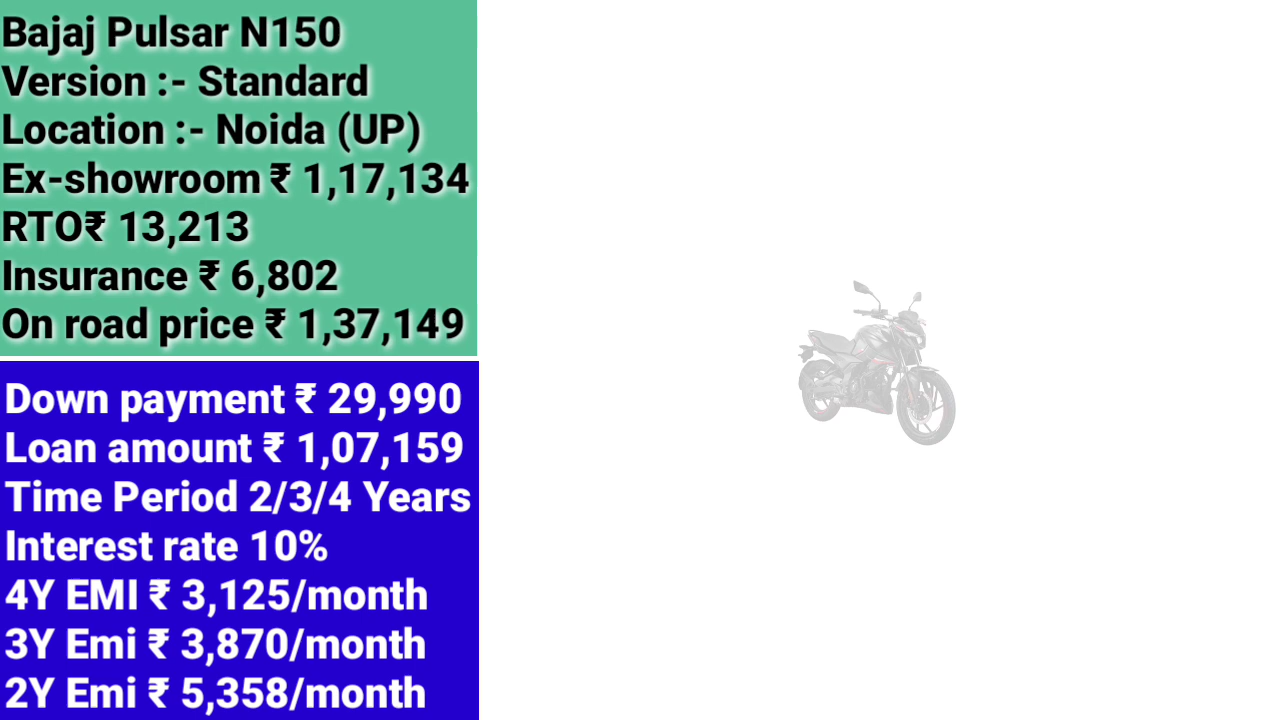 Bajaj Pulsar N150
Version :- Standard
Location :- Noida (UP)
Ex-showroom ₹ 1,17,134
RTO₹ 13,213
Insurance ₹ 6,802
On road price ₹ 1,37,149
Down payment ₹ 29,990
Loan amount ₹ 1,07,159
Time Period 2/3/4 Years
Interest rate 10%
4Y EMI ₹ 3,125/month
3Y Emi ₹ 3,870/month
2Y Emi ₹ 5,358/month